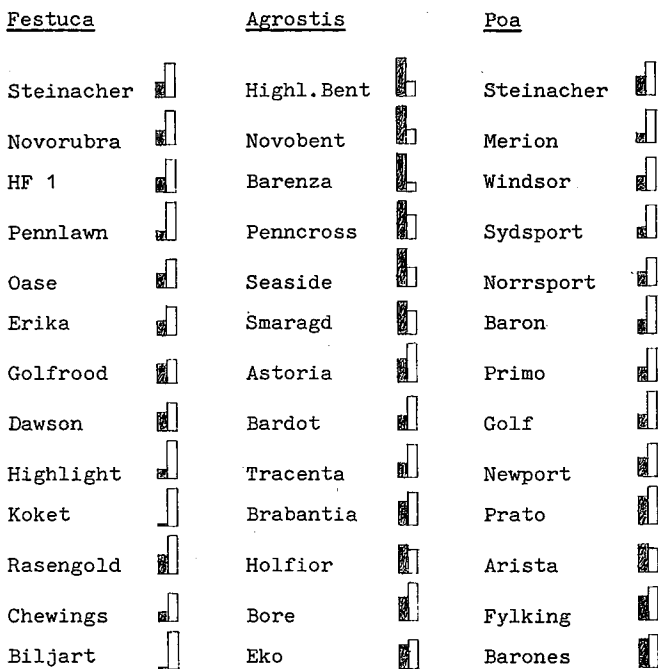 Festuca Agrostis Poa
Steinacher Highl.Bent Steinacher
Novorubra Novobent Merion
HF 1 Barenza Windsor
Pennlawn Penncross Sydsport
Oase Seaside Norrsport
Erika Smaragd Baron
Golfrood Astoria Primo
Dawson Bardot Golf
Highlight Tracenta Newport
Koket Brabantia Prato
Rasengold Holfior Arista
Chewings Bore Fylking
Biljart Eko Barones